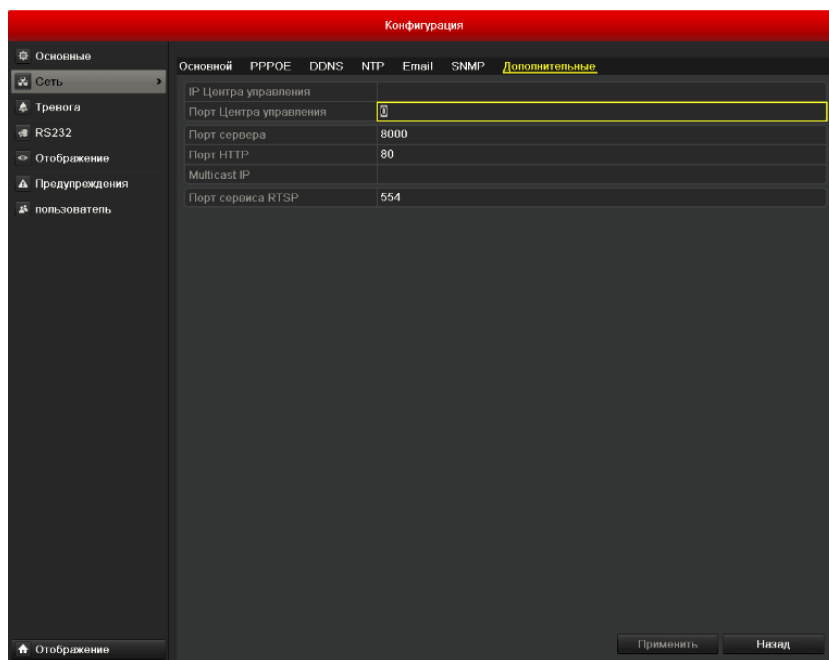 Конфигурация
Основные
Сеть
Тревога
RS232
Отображение
Предупреждения
пользователь
Отображение
Основной PPPOE DDNS NTP Email SNMP Дополнительные
IP Центра управления
Порт Центра управления 0
Порт сервера 8000
Порт HTTP 80
Multicast IP
Порт сервиса RTSP 554
Применить Назад